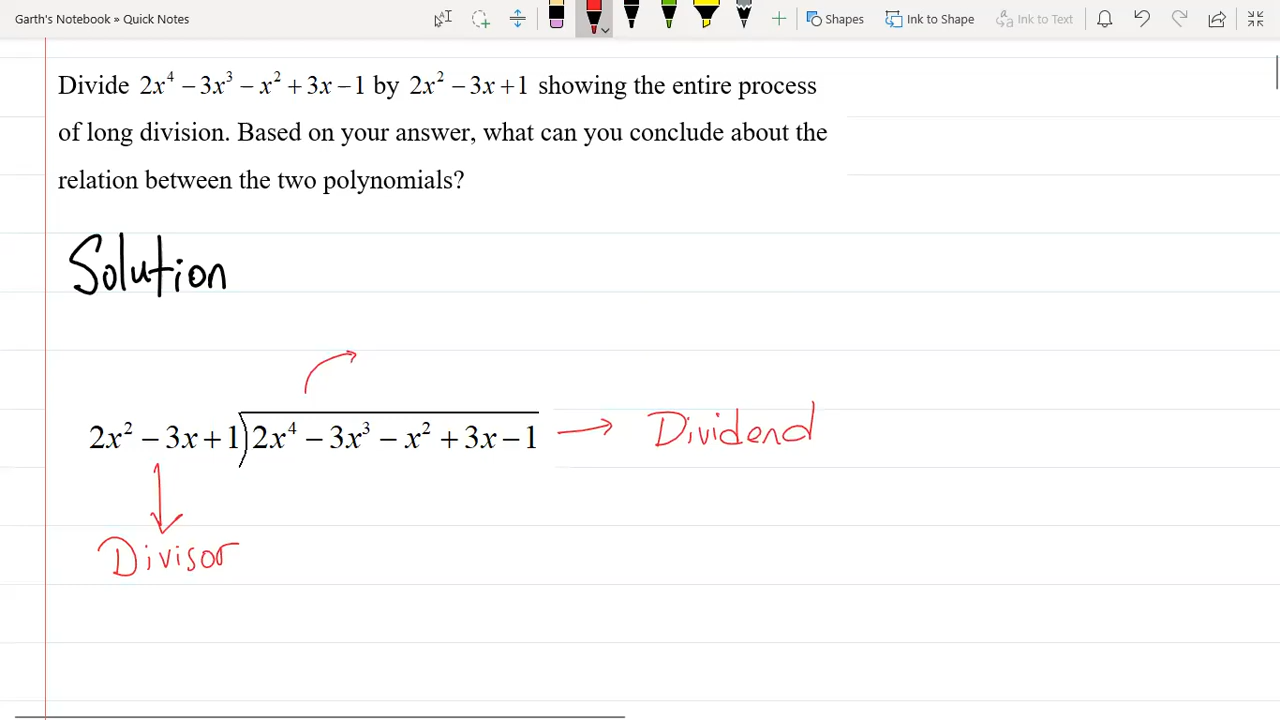 Garth's Notebook » Quick Notes
Shapes
Ink to Shape
Ink to Text
Divide 2x⁴ − 3x³ − x² + 3x − 1 by 2x² − 3x + 1 showing the entire process
of long division. Based on your answer, what can you conclude about the
relation between the two polynomials?
Solution
2x² − 3x + 1)2x⁴ − 3x³ − x² + 3x − 1 → Dividend
Divisor